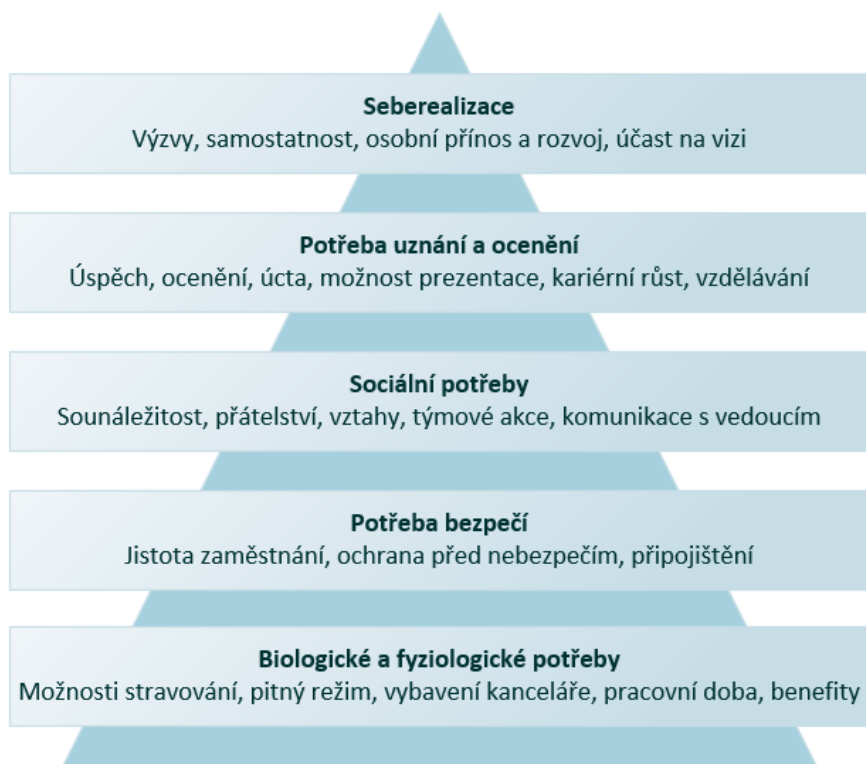 Seberealizace
Výzvy, samostatnost, osobní přínos a rozvoj, účast na vizi
Potřeba uznání a ocenění
Úspěch, ocenění, úcta, možnost prezentace, kariérní růst, vzdělávání
Sociální potřeby
Sounáležitost, přátelství, vztahy, týmové akce, komunikace s vedoucím
Potřeba bezpečí
Jistota zaměstnání, ochrana před nebezpečím, připojištění
Biologické a fyziologické potřeby
Možnosti stravování, pitný režim, vybavení kanceláře, pracovní doba, benefity